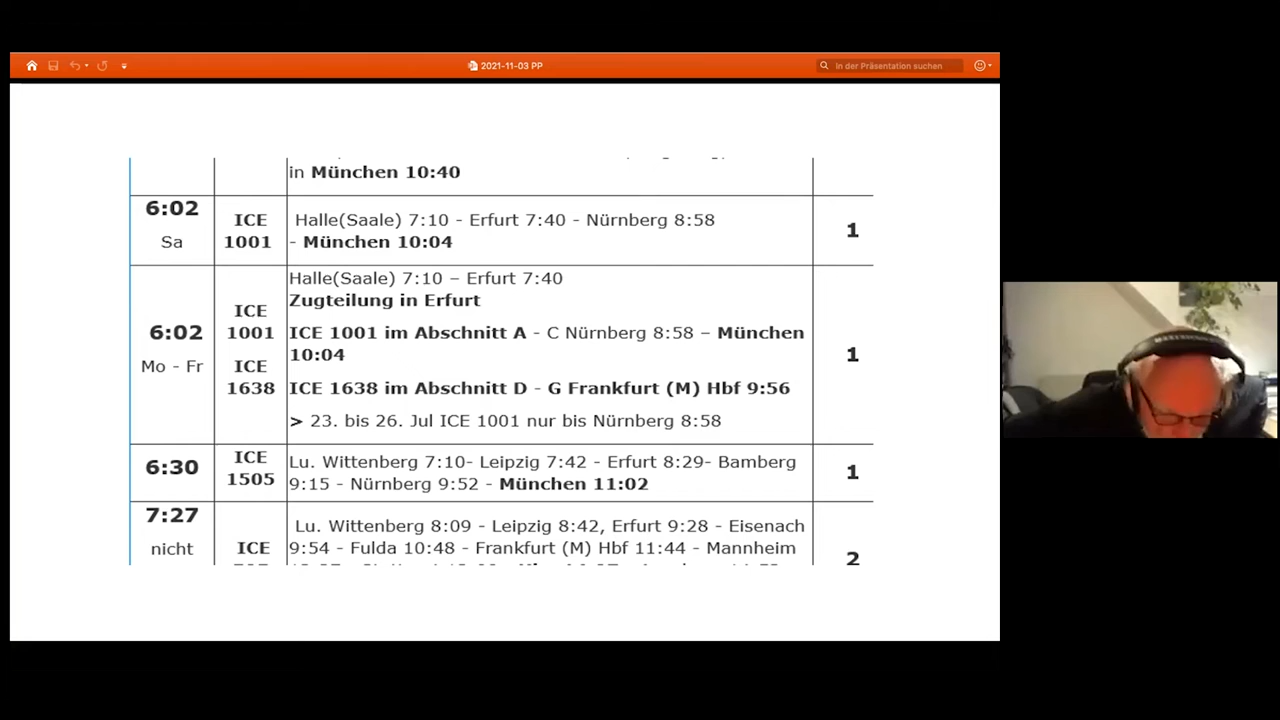 2021-11-03 PP
In der Präsentation suchen
in München 10:40
6:02
Sa
ICE
1001
Halle(Saale) 7:10 - Erfurt 7:40 - Nürnberg 8:58
- München 10:04
1
6:02
Mo - Fr
ICE
1001
ICE
1638
Halle(Saale) 7:10 – Erfurt 7:40
Zugteilung in Erfurt
ICE 1001 im Abschnitt A - C Nürnberg 8:58 – München
10:04
ICE 1638 im Abschnitt D - G Frankfurt (M) Hbf 9:56
> 23. bis 26. Jul ICE 1001 nur bis Nürnberg 8:58
1
6:30
ICE
1505
Lu. Wittenberg 7:10- Leipzig 7:42 - Erfurt 8:29- Bamberg
9:15 - Nürnberg 9:52 - München 11:02
1
7:27
nicht
ICE
Lu. Wittenberg 8:09 - Leipzig 8:42, Erfurt 9:28 - Eisenach
9:54 - Fulda 10:48 - Frankfurt (M) Hbf 11:44 - Mannheim
2